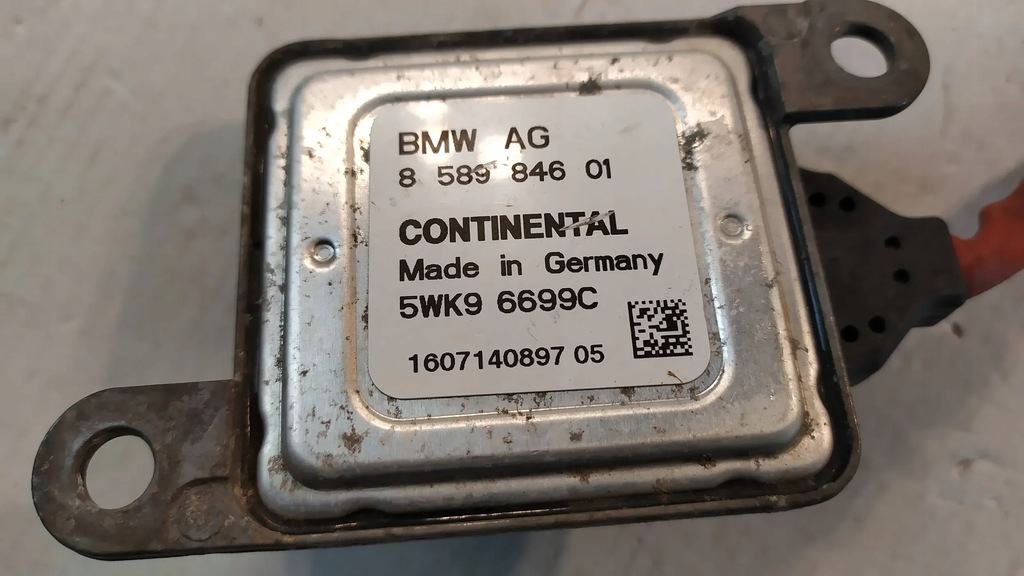 BMW AG
8 589 846 01
CONTINENTAL
Made in Germany
5WK9 6699C
1607140897 05